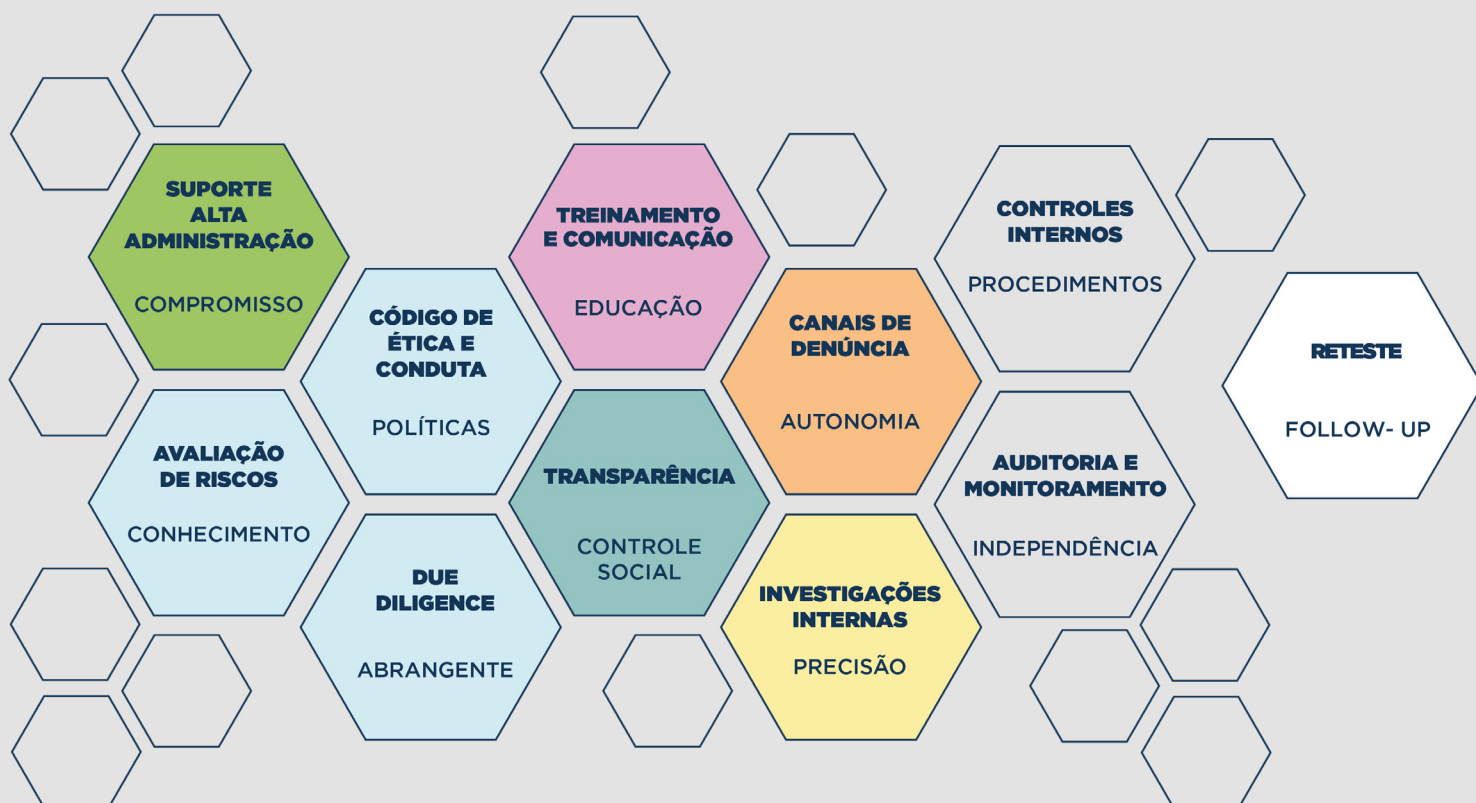 SUPORTE
ALTA
ADMINISTRAÇÃO
COMPROMISSO
AVALIAÇÃO
DE RISCOS
CONHECIMENTO
CÓDIGO DE
ÉTICA E
CONDUTA
POLÍTICAS
DUE
DILIGENCE
ABRANGENTE
TREINAMENTO
E COMUNICAÇÃO
EDUCAÇÃO
TRANSPARÊNCIA
CONTROLE
SOCIAL
CANAIS DE
DENÚNCIA
AUTONOMIA
INVESTIGAÇÕES
INTERNAS
PRECISÃO
CONTROLES
INTERNOS
PROCEDIMENTOS
AUDITORIA E
MONITORAMENTO
INDEPENDÊNCIA
RETESTE
FOLLOW- UP